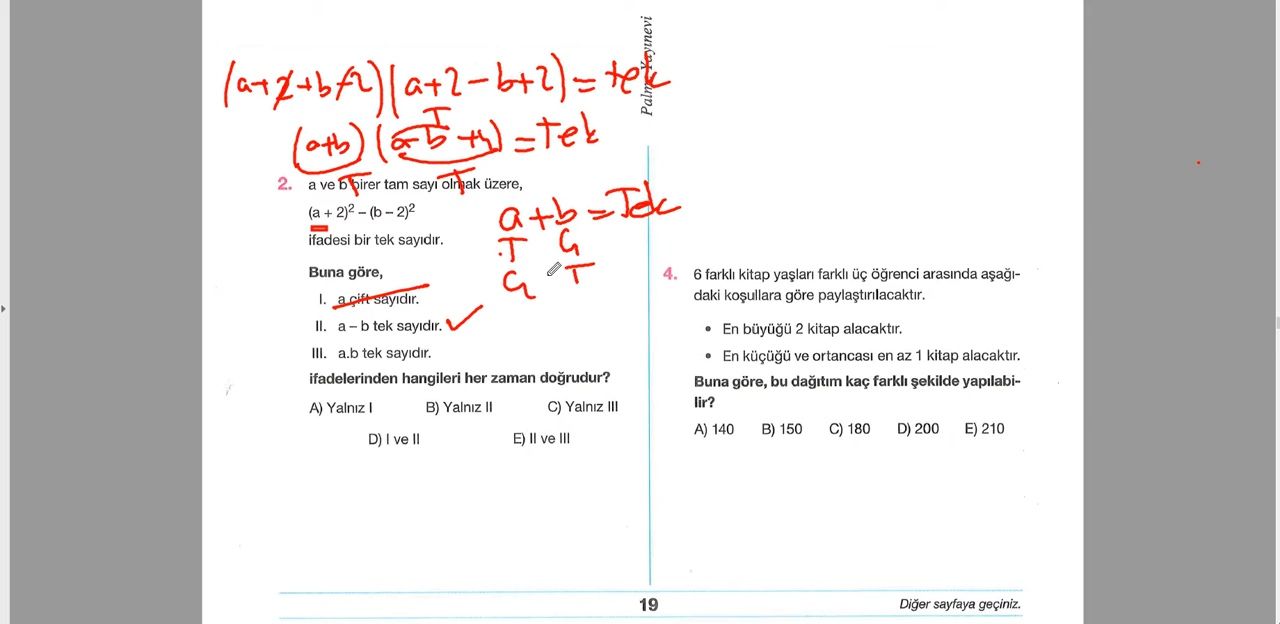 Palme Yayınevi
(a+2+b-2)(a+2-b+2)=tek
T
(a+b)(a-b+4)=Tek
T T
2. a ve b birer tam sayı olmak üzere,
(a + 2)² – (b – 2)²
ifadesi bir tek sayıdır.
a+b=Tek
T Ç
Ç T
Buna göre,
I. a çift sayıdır.
II. a – b tek sayıdır. ✓
III. a.b tek sayıdır.
ifadelerinden hangileri her zaman doğrudur?
A) Yalnız I B) Yalnız II C) Yalnız III
D) I ve II E) II ve III
4. 6 farklı kitap yaşları farklı üç öğrenci arasında aşağı-
daki koşullara göre paylaştırılacaktır.
• En büyüğü 2 kitap alacaktır.
• En küçüğü ve ortancası en az 1 kitap alacaktır.
Buna göre, bu dağıtım kaç farklı şekilde yapılabi-
lir?
A) 140 B) 150 C) 180 D) 200 E) 210
19
Diğer sayfaya geçiniz.